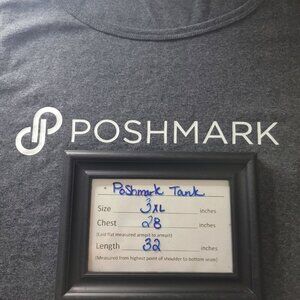 POSHMARK
Poshmark Tank
Size 3XL inches
Chest 28 inches
(Laid flat measured armpit to armpit)
Length 32 inches
(Measured from highest point of shoulder to bottom seam)